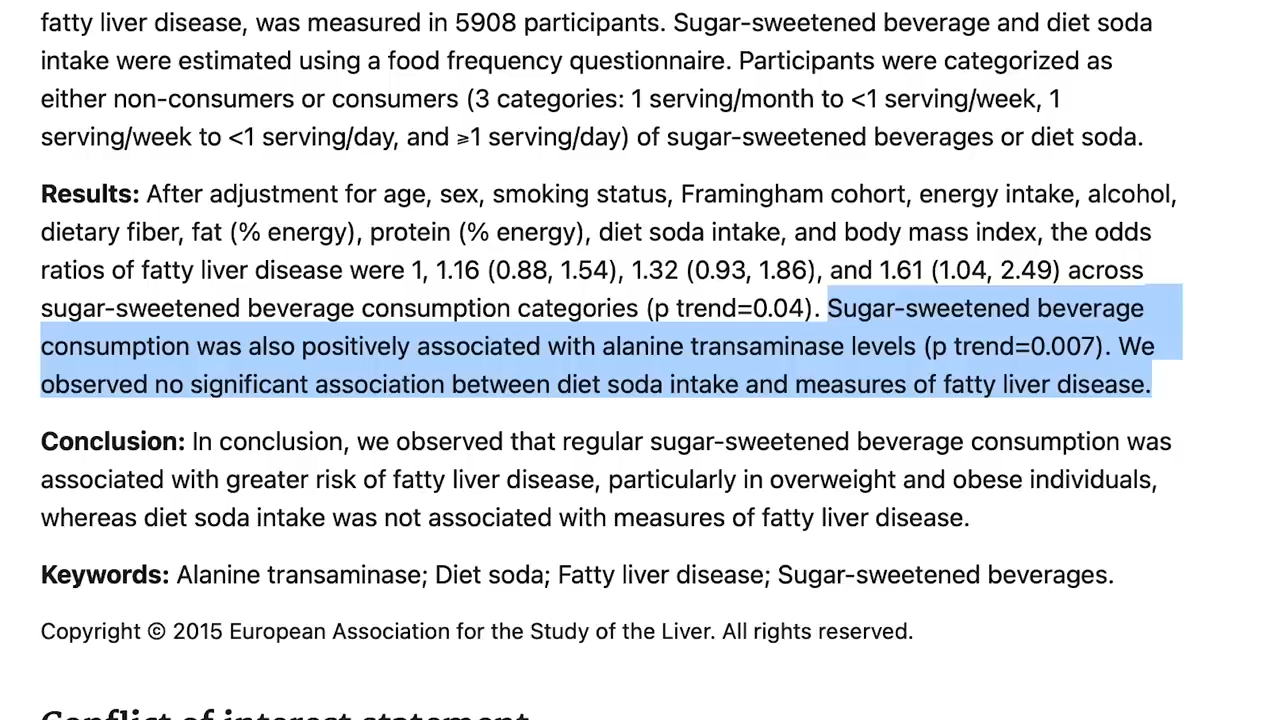 fatty liver disease, was measured in 5908 participants. Sugar-sweetened beverage and diet soda
intake were estimated using a food frequency questionnaire. Participants were categorized as
either non-consumers or consumers (3 categories: 1 serving/month to <1 serving/week, 1
serving/week to <1 serving/day, and ⩾1 serving/day) of sugar-sweetened beverages or diet soda.
Results: After adjustment for age, sex, smoking status, Framingham cohort, energy intake, alcohol,
dietary fiber, fat (% energy), protein (% energy), diet soda intake, and body mass index, the odds
ratios of fatty liver disease were 1, 1.16 (0.88, 1.54), 1.32 (0.93, 1.86), and 1.61 (1.04, 2.49) across
sugar-sweetened beverage consumption categories (p trend=0.04). Sugar-sweetened beverage
consumption was also positively associated with alanine transaminase levels (p trend=0.007). We
observed no significant association between diet soda intake and measures of fatty liver disease.
Conclusion: In conclusion, we observed that regular sugar-sweetened beverage consumption was
associated with greater risk of fatty liver disease, particularly in overweight and obese individuals,
whereas diet soda intake was not associated with measures of fatty liver disease.
Keywords: Alanine transaminase; Diet soda; Fatty liver disease; Sugar-sweetened beverages.
Copyright © 2015 European Association for the Study of the Liver. All rights reserved.
Conflict of interest statement